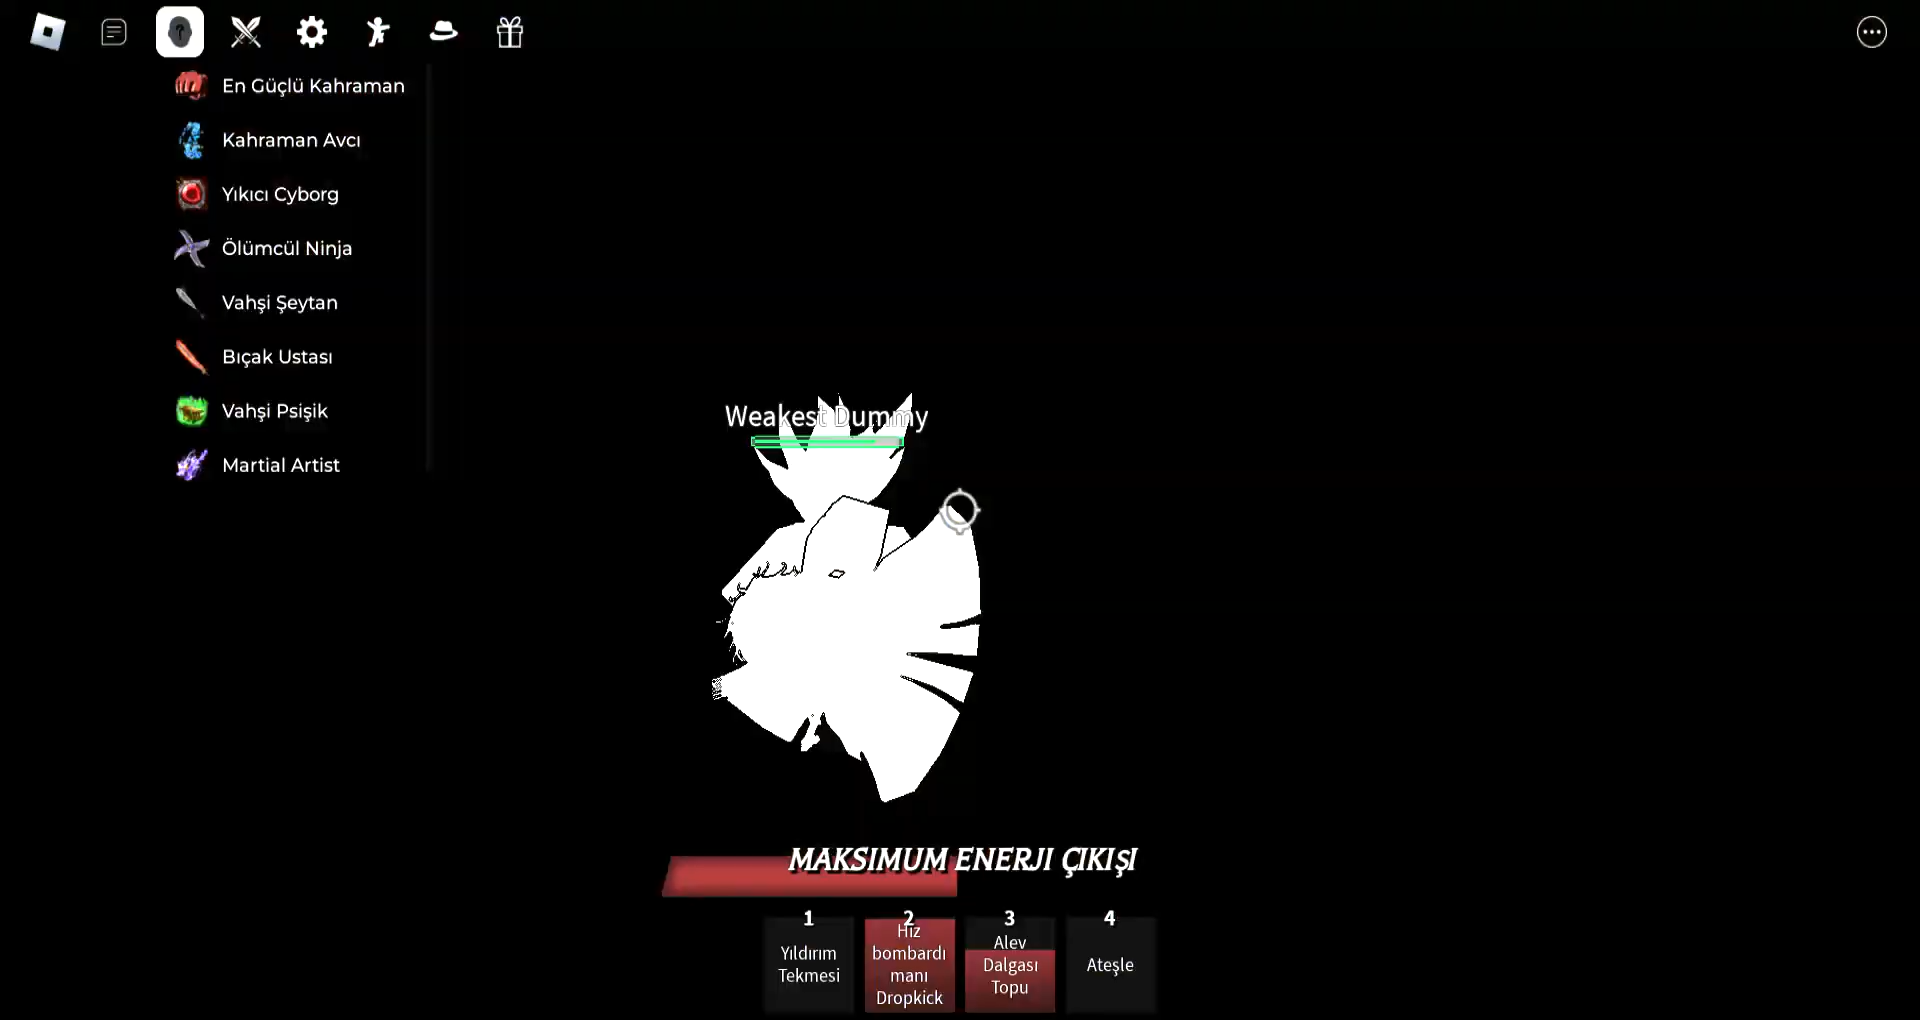 En Güçlü Kahraman
Kahraman Avcı
Yıkıcı Cyborg
Ölümcül Ninja
Vahşi Şeytan
Bıçak Ustası
Vahşi Psişik
Martial Artist
Weakest Dummy
MAKSIMUM ENERJI ÇIKIŞI
1
Yıldırım
Tekmesi
2
Hız
bombardı
manı
Dropkick
3
Alev
Dalgası
Topu
4
Ateşle